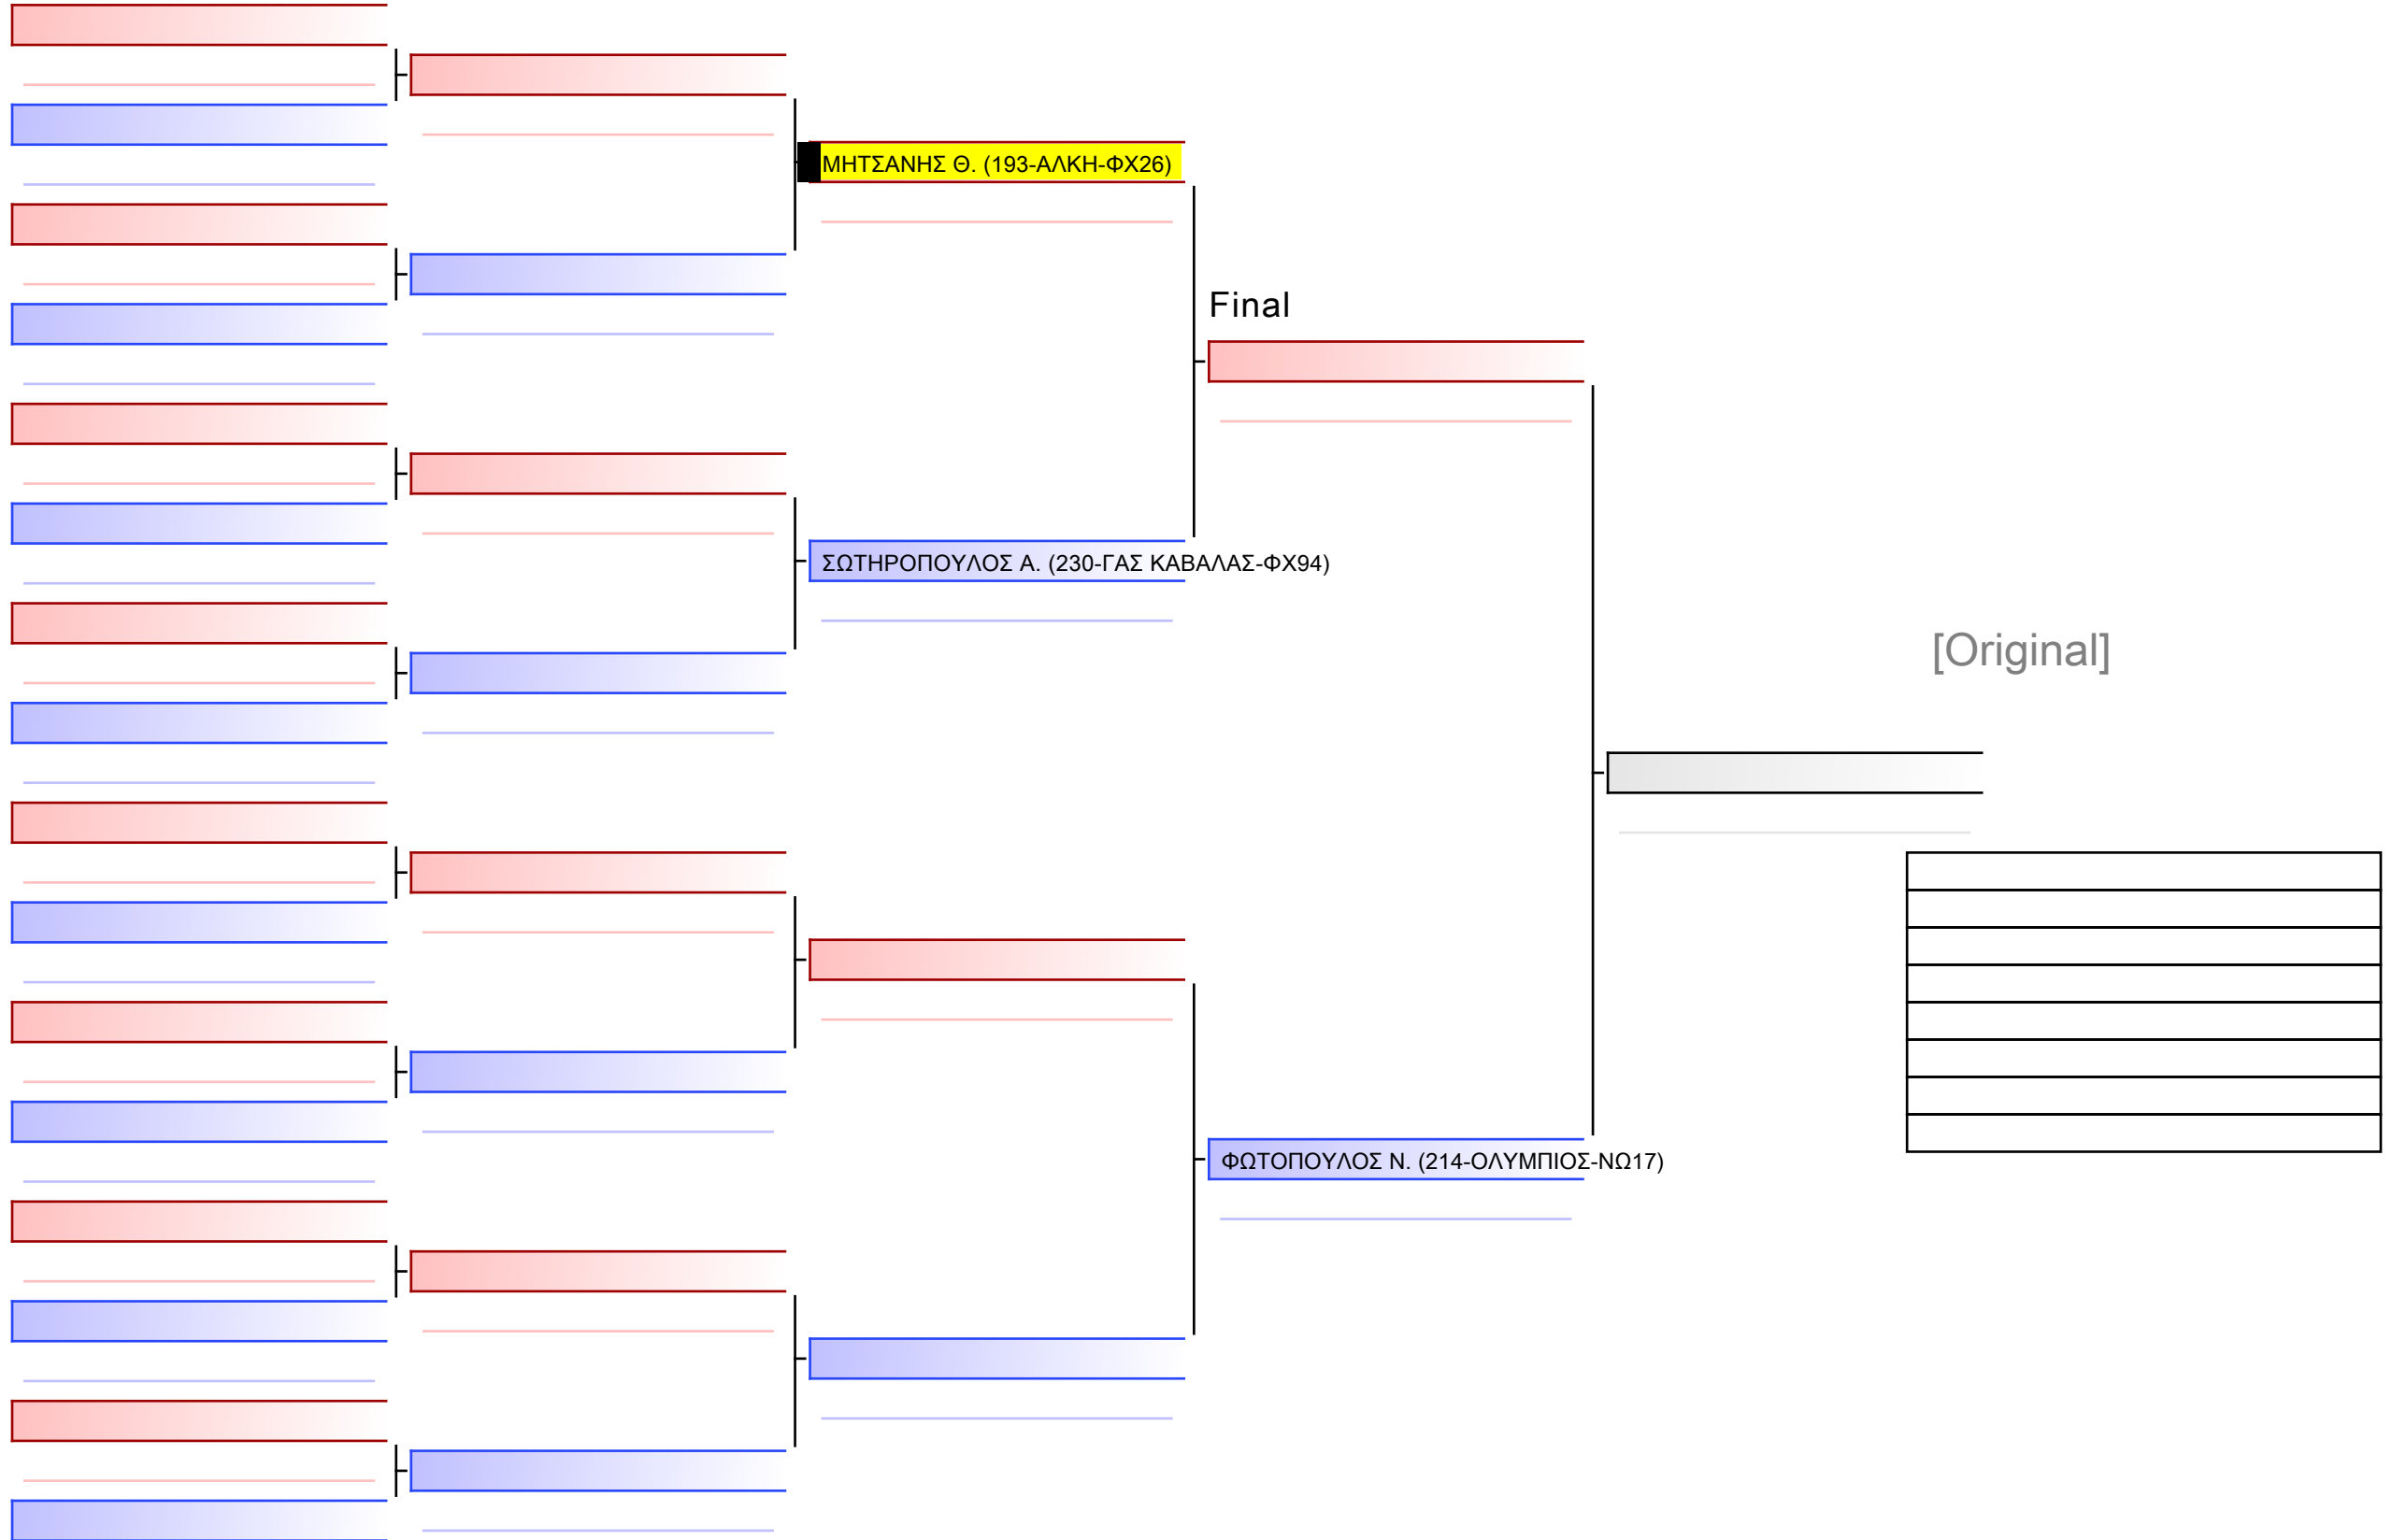 ΜΗΤΣΑΝΗΣ Θ. (193-ΑΛΚΗ-ΦΧ26)
Final
ΣΩΤΗΡΟΠΟΥΛΟΣ Α. (230-ΓΑΣ ΚΑΒΑΛΑΣ-ΦΧ94)
[Original]
ΦΩΤΟΠΟΥΛΟΣ Ν. (214-ΟΛΥΜΠΙΟΣ-ΝΩ17)